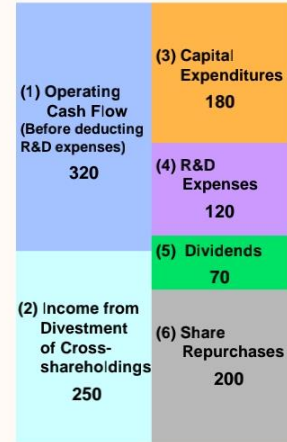 (1) Operating
Cash Flow
(Before deducting
R&D expenses)
320
(2) Income from
Divestment
of Cross-
shareholdings
250
(3) Capital
Expenditures
180
(4) R&D
Expenses
120
(5) Dividends
70
(6) Share
Repurchases
200